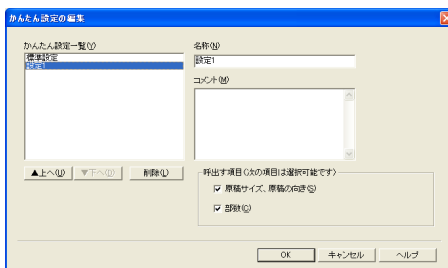 かんたん設定の編集
かんたん設定一覧(Y)
標準設定
設定1
▲上へ(U)
▼下へ(D)
削除(L)
名称(N)
設定1
コメント(M)
呼出す項目(次の項目は選択可能です)
原稿サイズ、原稿の向き(S)
部数(C)
OK
キャンセル
ヘルプ